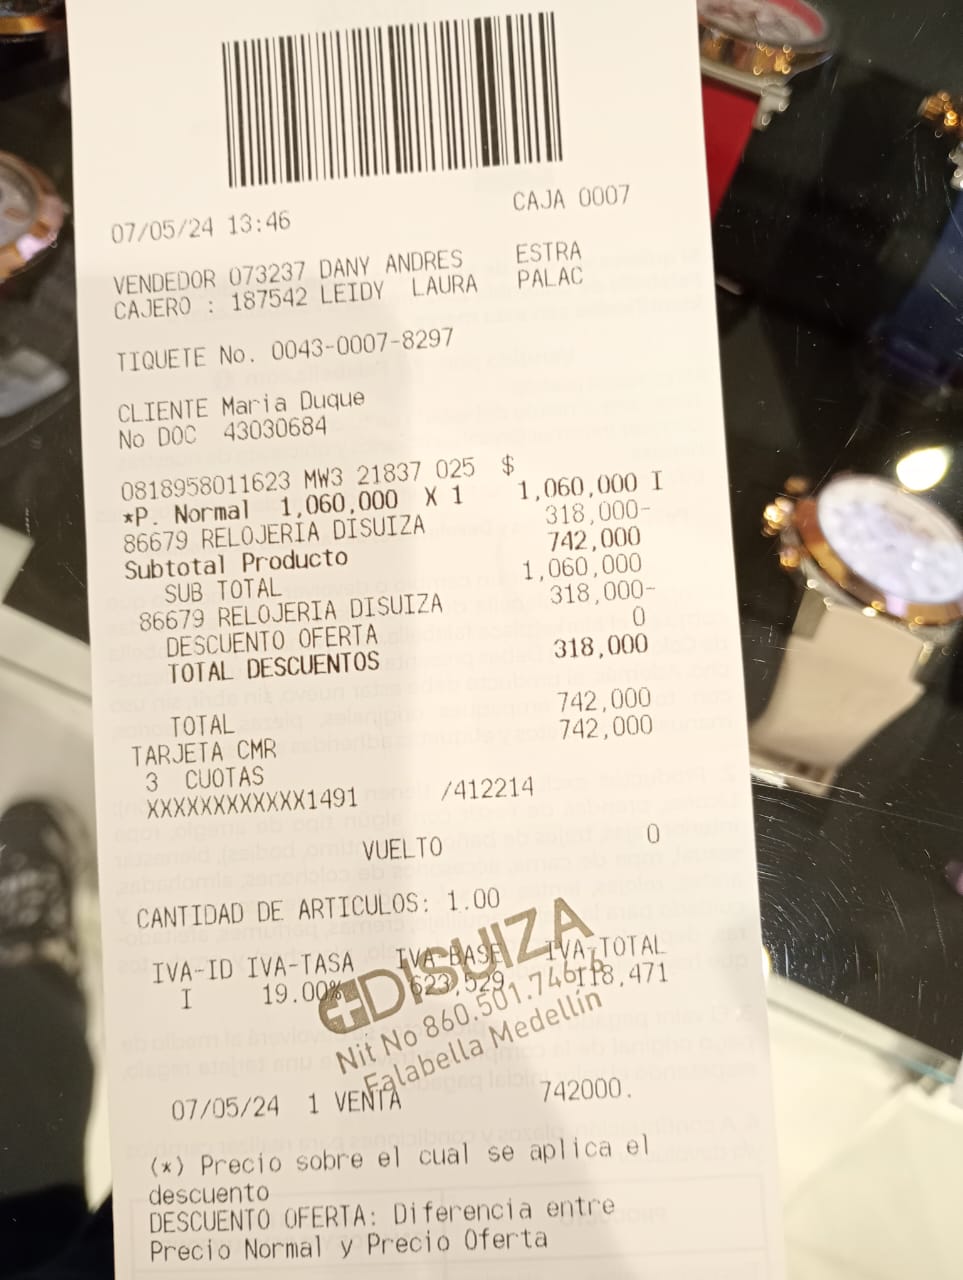 07/05/24 13:46 CAJA 0007
VENDEDOR 073237 DANY ANDRES ESTRA
CAJERO : 187542 LEIDY LAURA PALAC
TIQUETE No. 0043-0007-8297
CLIENTE Maria Duque
No DOC 43030684
0818958011623 MW3 21837 025 $
*P. Normal 1,060,000 X 1 1,060,000 I
86679 RELOJERIA DISUIZA 318,000-
Subtotal Producto 742,000
SUB TOTAL 1,060,000
86679 RELOJERIA DISUIZA 318,000-
DESCUENTO OFERTA 0
TOTAL DESCUENTOS 318,000
TOTAL 742,000
TARJETA CMR 742,000
3 CUOTAS
XXXXXXXXXXXX1491 /412214
VUELTO 0
CANTIDAD DE ARTICULOS: 1.00
IVA-ID IVA-TASA IVA-BASE IVA-TOTAL
I 19.00% 623,529 118,471
DISUIZA
Nit No 860.501.746-6
Falabella Medellín
07/05/24 1 VENTA 742000.
(*) Precio sobre el cual se aplica el
descuento
DESCUENTO OFERTA: Diferencia entre
Precio Normal y Precio Oferta